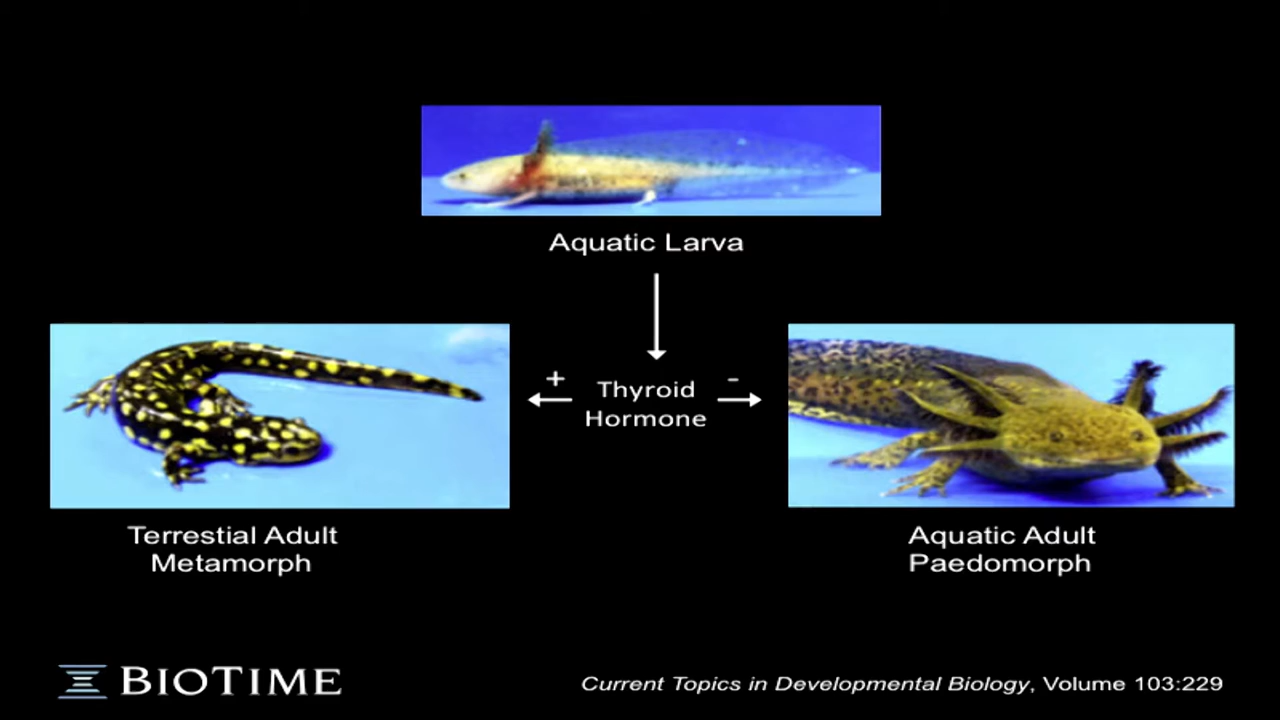 Aquatic Larva
+
Thyroid
Hormone
-
Terrestial Adult
Metamorph
Aquatic Adult
Paedomorph
BIOTIME
Current Topics in Developmental Biology, Volume 103:229